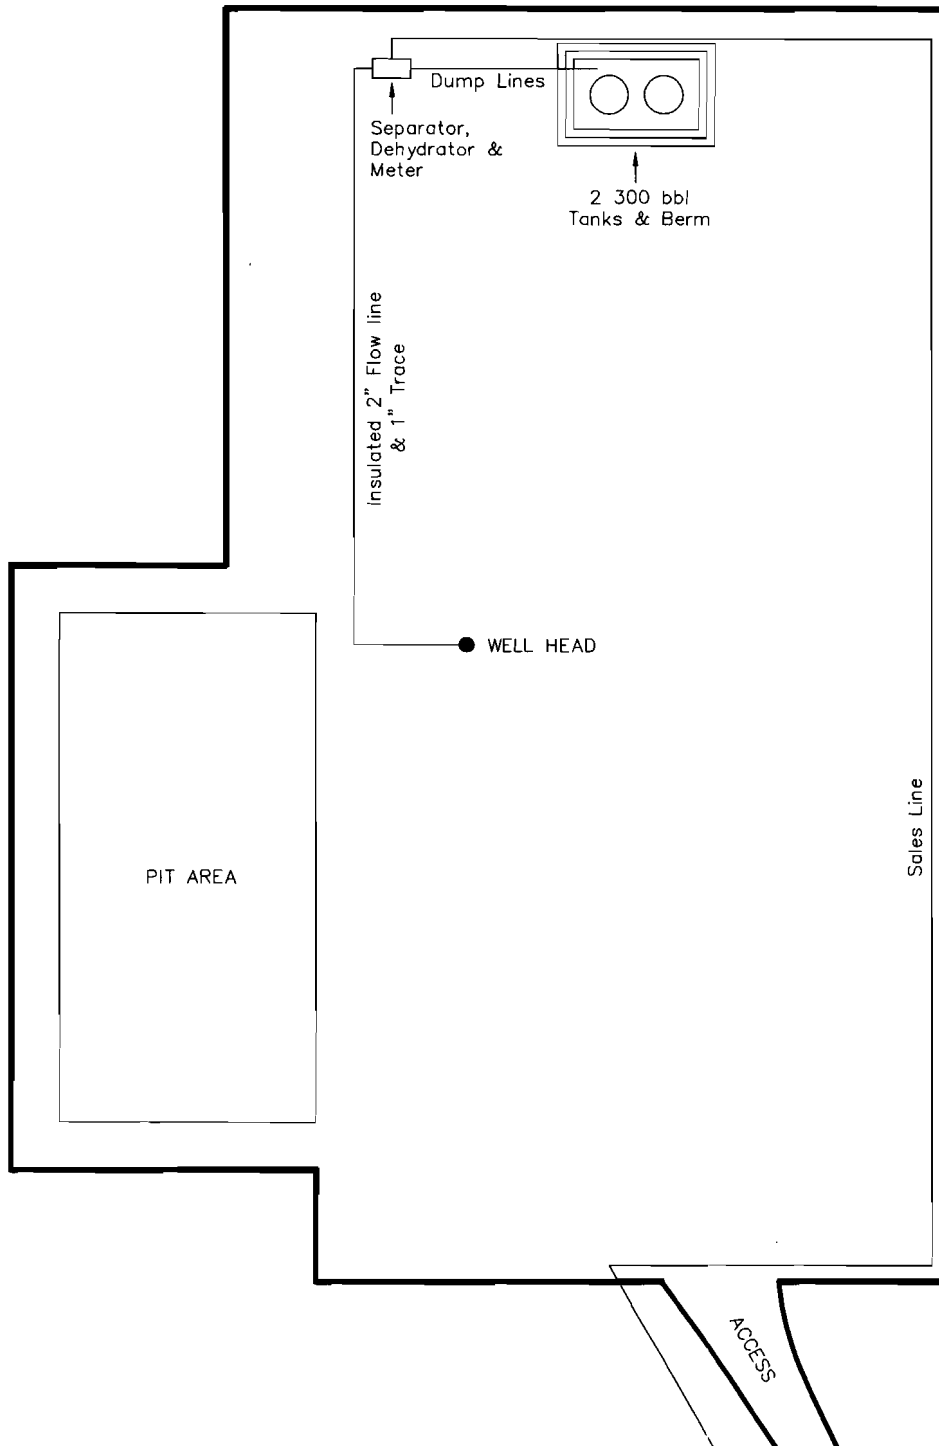 Dump Lines
Separator,
Dehydrator &
Meter
2 300 bbl
Tanks & Berm
Insulated 2" Flow line
& 1" Trace
WELL HEAD
Sales Line
PIT AREA
ACCESS